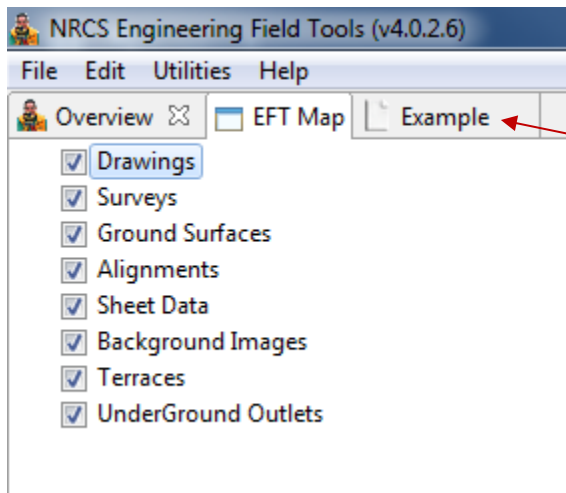 NRCS Engineering Field Tools (v4.0.2.6)
File Edit Utilities Help
Overview EFT Map Example
Drawings
Surveys
Ground Surfaces
Alignments
Sheet Data
Background Images
Terraces
UnderGround Outlets